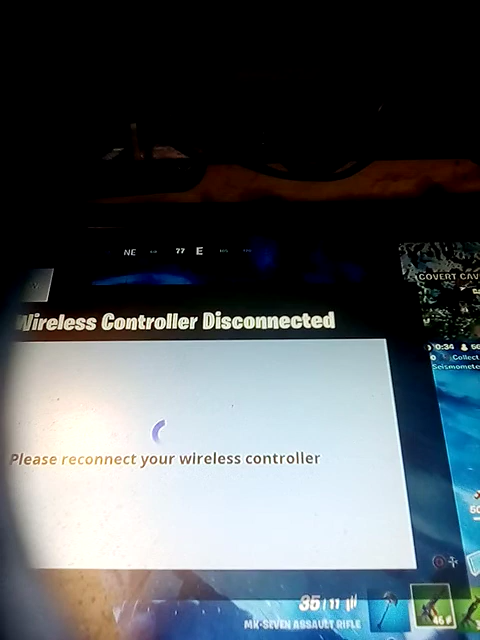 NE 77 E
COVERT CAV
Wireless Controller Disconnected
0:34
Collect
Seismomete
Please reconnect your wireless controller
35/11
MK-SEVEN ASSAULT RIFLE
46